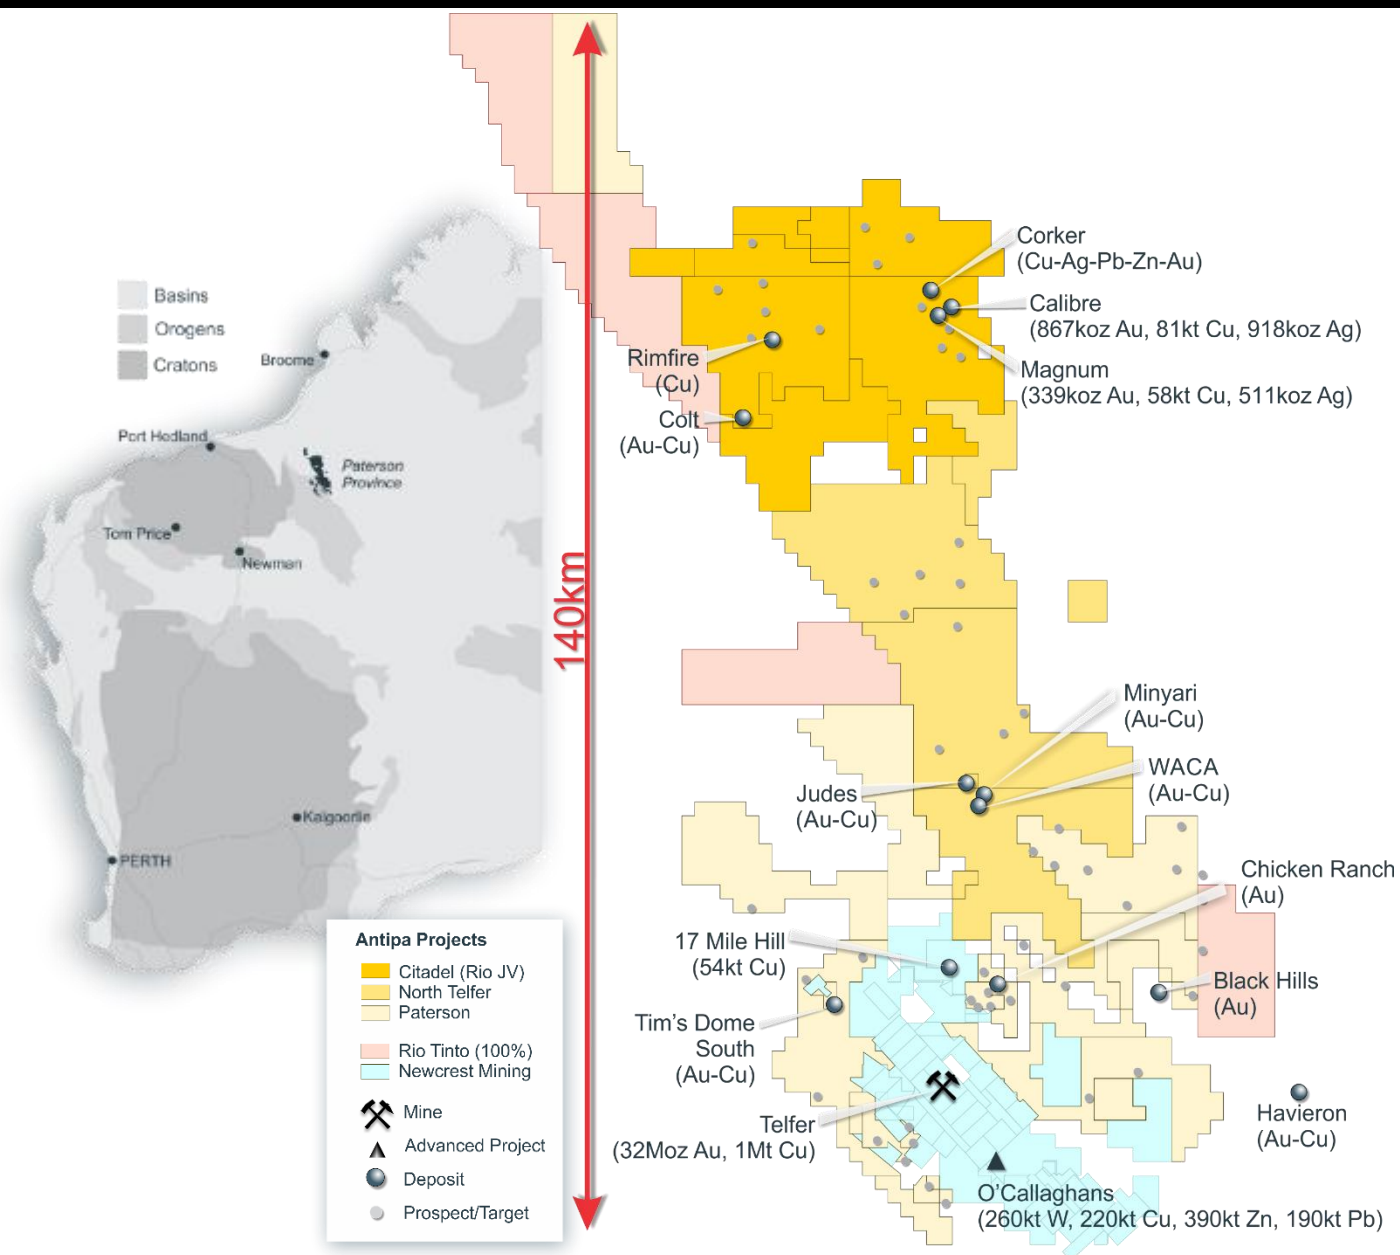 Basins
Orogens
Cratons
Broome
Port Hedland
Paterson
Province
Tom Price
Newman
Kalgoorlie
PERTH
140km
Corker
(Cu-Ag-Pb-Zn-Au)
Calibre
(867koz Au, 81kt Cu, 918koz Ag)
Rimfire
(Cu)
Magnum
(339koz Au, 58kt Cu, 511koz Ag)
Colt
(Au-Cu)
Minyari
(Au-Cu)
WACA
(Au-Cu)
Judes
(Au-Cu)
Chicken Ranch
(Au)
17 Mile Hill
(54kt Cu)
Black Hills
(Au)
Tim's Dome
South
(Au-Cu)
Telfer
(32Moz Au, 1Mt Cu)
Havieron
(Au-Cu)
O'Callaghans
(260kt W, 220kt Cu, 390kt Zn, 190kt Pb)
Antipa Projects
Citadel (Rio JV)
North Telfer
Paterson
Rio Tinto (100%)
Newcrest Mining
Mine
Advanced Project
Deposit
Prospect/Target